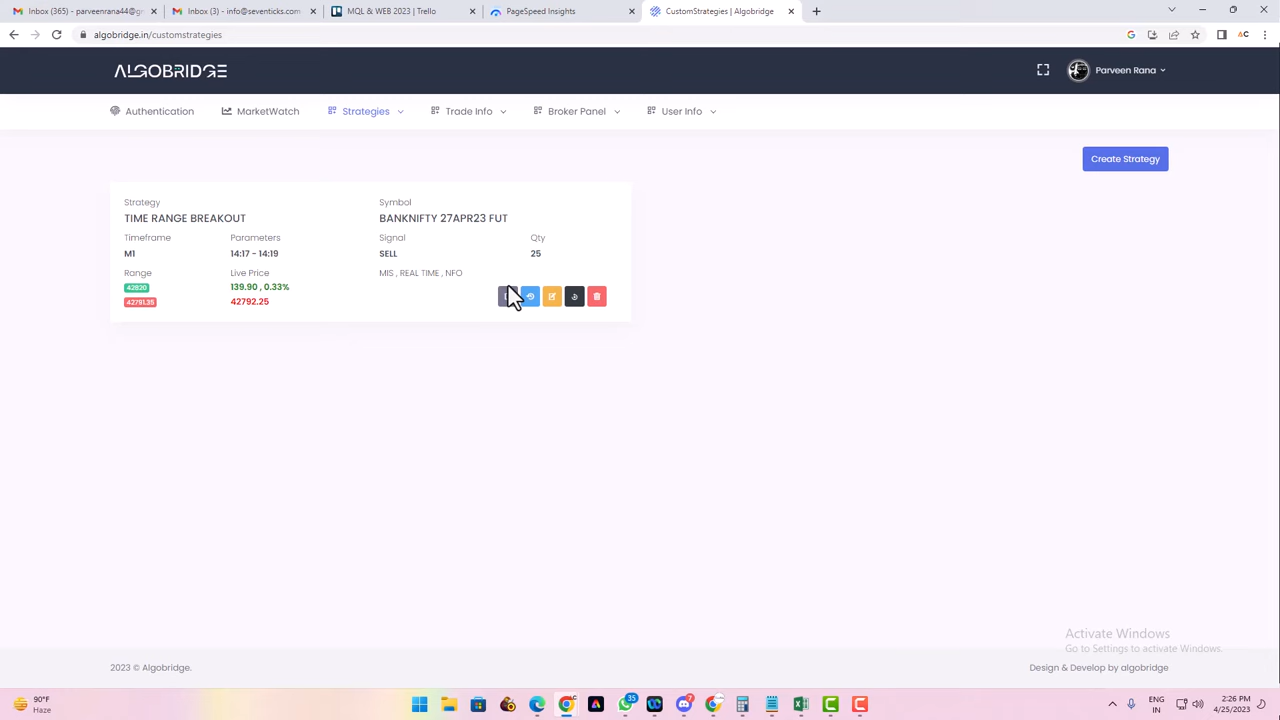 Inbox (365) - parveenrana44@g
Inbox (3) - info@seventicks.com
MQL & WEB 2023 | Trello
PageSpeed Insights
CustomStrategies | Algobridge
algobridge.in/customstrategies
ALGOBRIDGE
Parveen Rana
Authentication
MarketWatch
Strategies
Trade Info
Broker Panel
User Info
Create Strategy
Strategy
Symbol
TIME RANGE BREAKOUT
BANKNIFTY 27APR23 FUT
Timeframe
Parameters
Signal
Qty
M1
14:17 - 14:19
SELL
25
Range
Live Price
MIS , REAL TIME , NFO
42820
139.90 , 0.33%
42791.35
42792.25
Activate Windows
Go to Settings to activate Windows.
2023 © Algobridge.
Design & Develop by algobridge
90°F
Haze
35
7
ENG
IN
2:26 PM
4/25/2023